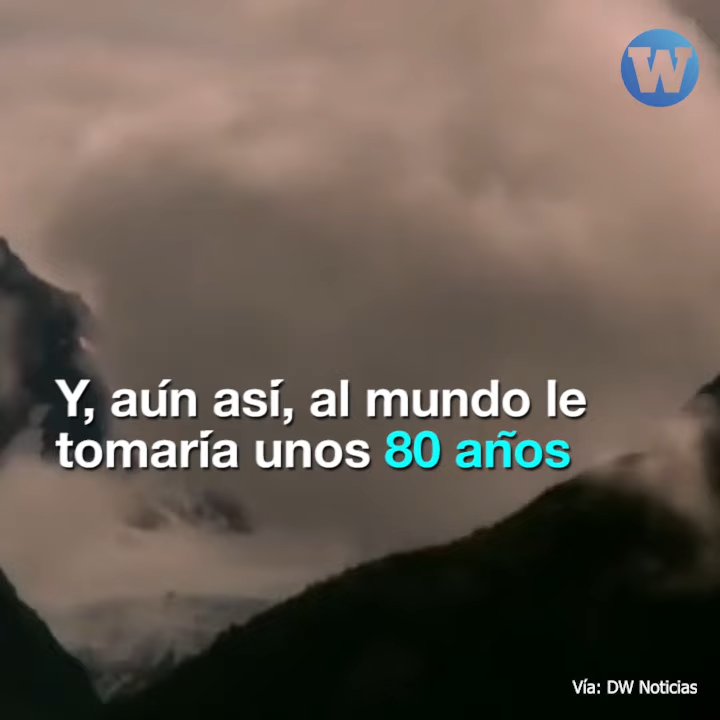 W
Y, aún así, al mundo le
tomaría unos 80 años
Vía: DW Noticias